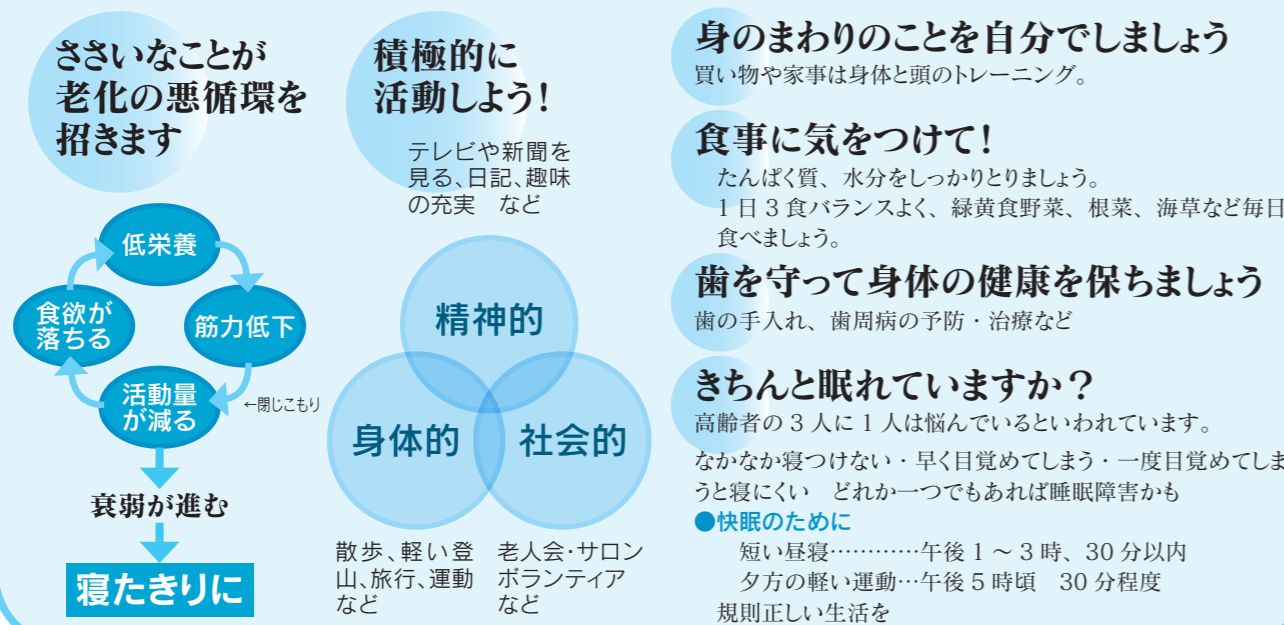 ささいなことが
老化の悪循環を
招きます
低栄養
筋力低下
活動量
が減る
←閉じこもり
食欲が
落ちる
衰弱が進む
寝たきりに
積極的に
活動しよう！
テレビや新聞を
見る、日記、趣味
の充実　など
精神的
身体的
社会的
散歩、軽い登
山、旅行、運動
など
老人会・サロン
ボランティア
など
身のまわりのことを自分でしましょう
買い物や家事は身体と頭のトレーニング。
食事に気をつけて！
たんぱく質、水分をしっかりとりましょう。
1 日 3 食バランスよく、緑黄食野菜、根菜、海草など毎日
食べましょう。
歯を守って身体の健康を保ちましょう
歯の手入れ、歯周病の予防・治療など
きちんと眠れていますか？
高齢者の 3 人に 1 人は悩んでいるといわれています。
なかなか寝つけない・早く目覚めてしまう・一度目覚めてしま
うと寝にくい　どれか一つでもあれば睡眠障害かも
●快眠のために
短い昼寝…………午後 1 ～ 3 時、30 分以内
夕方の軽い運動…午後 5 時頃　30 分程度
規則正しい生活を